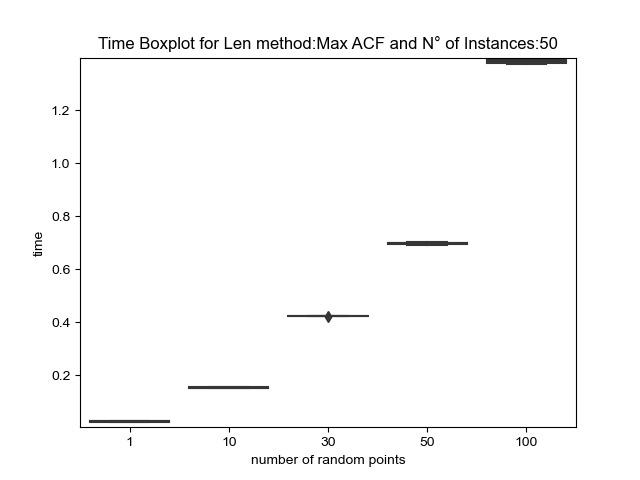 Time Boxplot for Len method:Max ACF and N° of Instances:50
1.2
1.0
0.8
0.6
0.4
0.2
time
1 10 30 50 100
number of random points